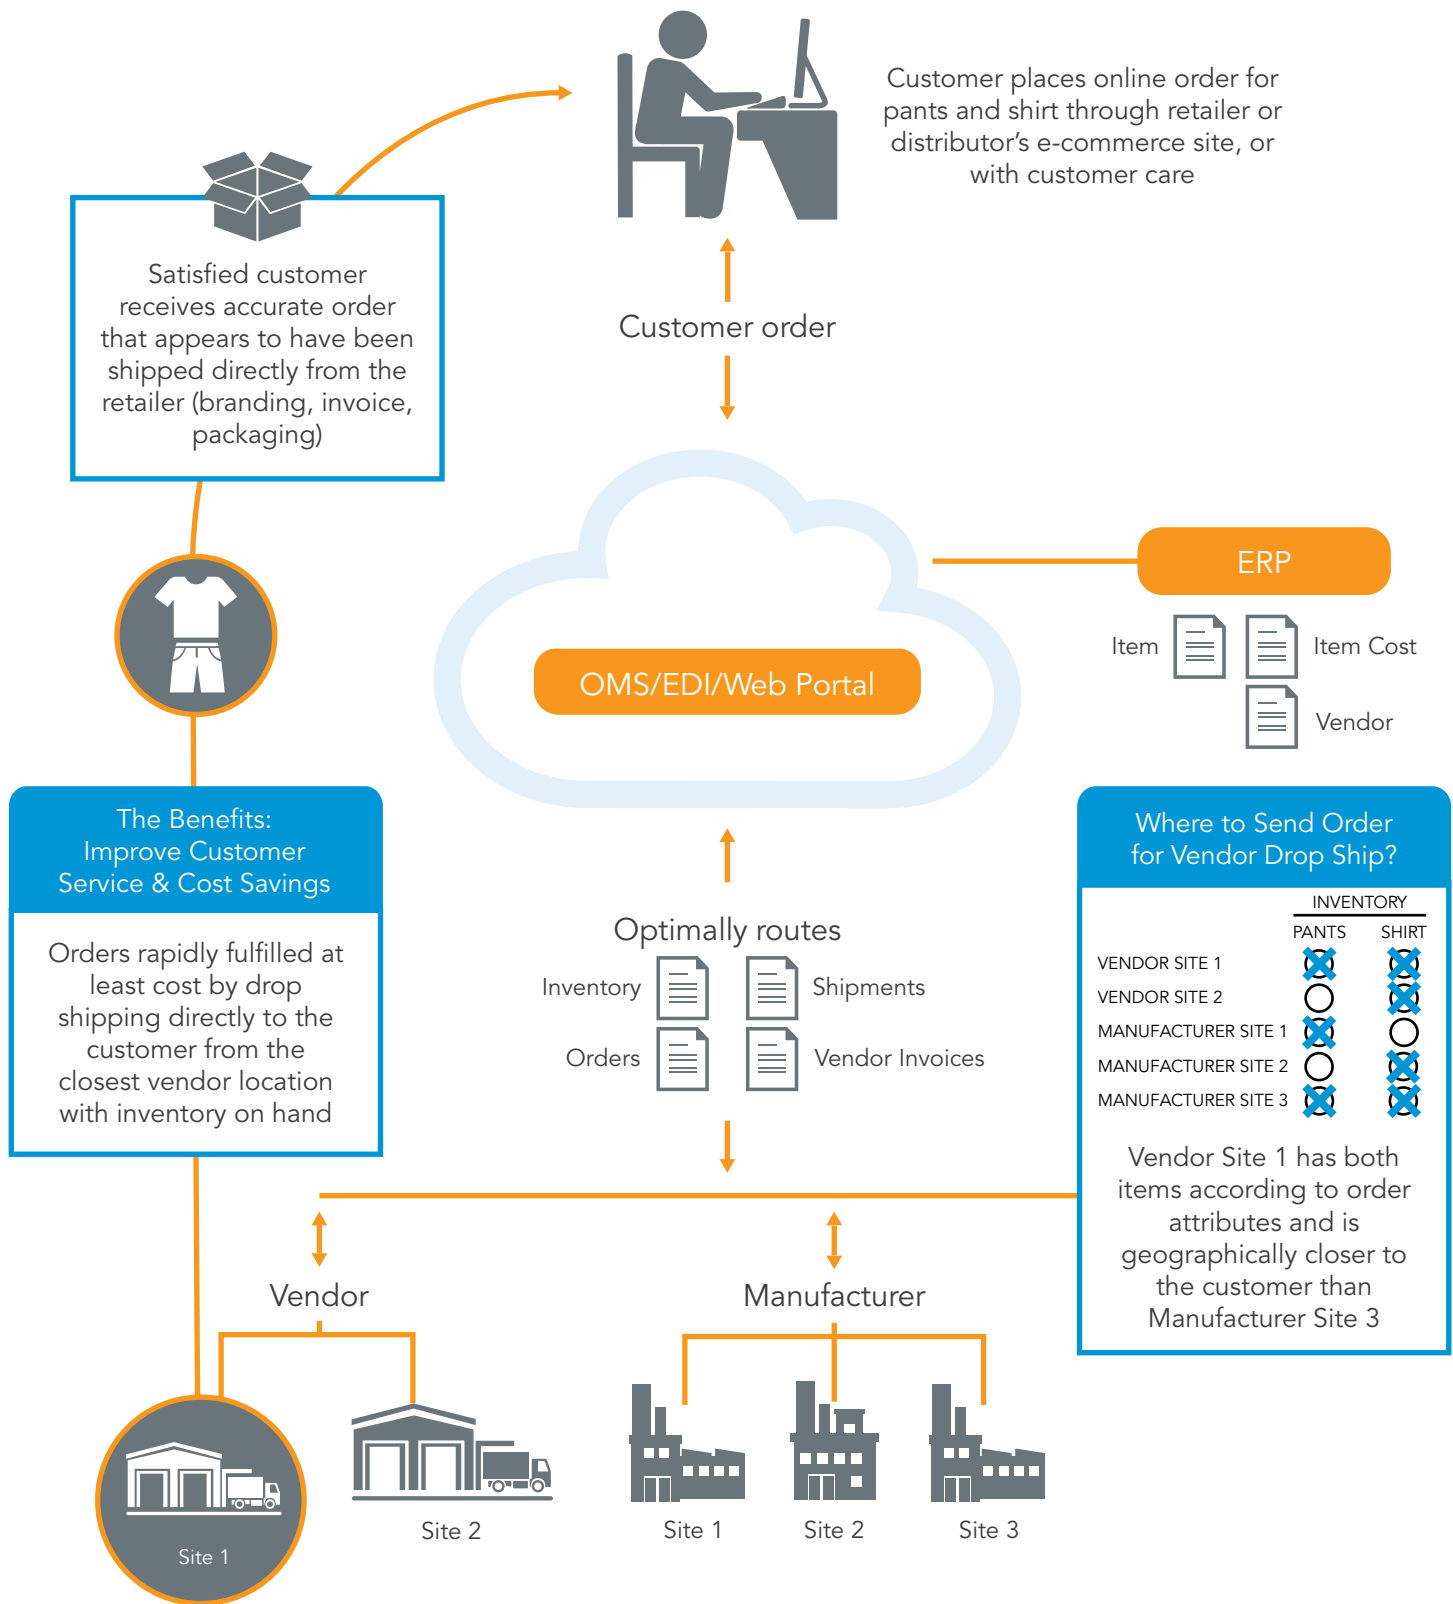 Customer places online order for
pants and shirt through retailer or
distributor's e-commerce site, or
with customer care
Satisfied customer
receives accurate order
that appears to have been
shipped directly from the
retailer (branding, invoice,
packaging)
Customer order
ERP
Item
Item Cost
Vendor
OMS/EDI/Web Portal
The Benefits:
Improve Customer
Service & Cost Savings
Orders rapidly fulfilled at
least cost by drop
shipping directly to the
customer from the
closest vendor location
with inventory on hand
Optimally routes
Inventory
Shipments
Orders
Vendor Invoices
Where to Send Order
for Vendor Drop Ship?
INVENTORY
PANTS SHIRT
VENDOR SITE 1
VENDOR SITE 2
MANUFACTURER SITE 1
MANUFACTURER SITE 2
MANUFACTURER SITE 3
Vendor Site 1 has both
items according to order
attributes and is
geographically closer to
the customer than
Manufacturer Site 3
Vendor
Manufacturer
Site 1
Site 2
Site 1
Site 2
Site 3